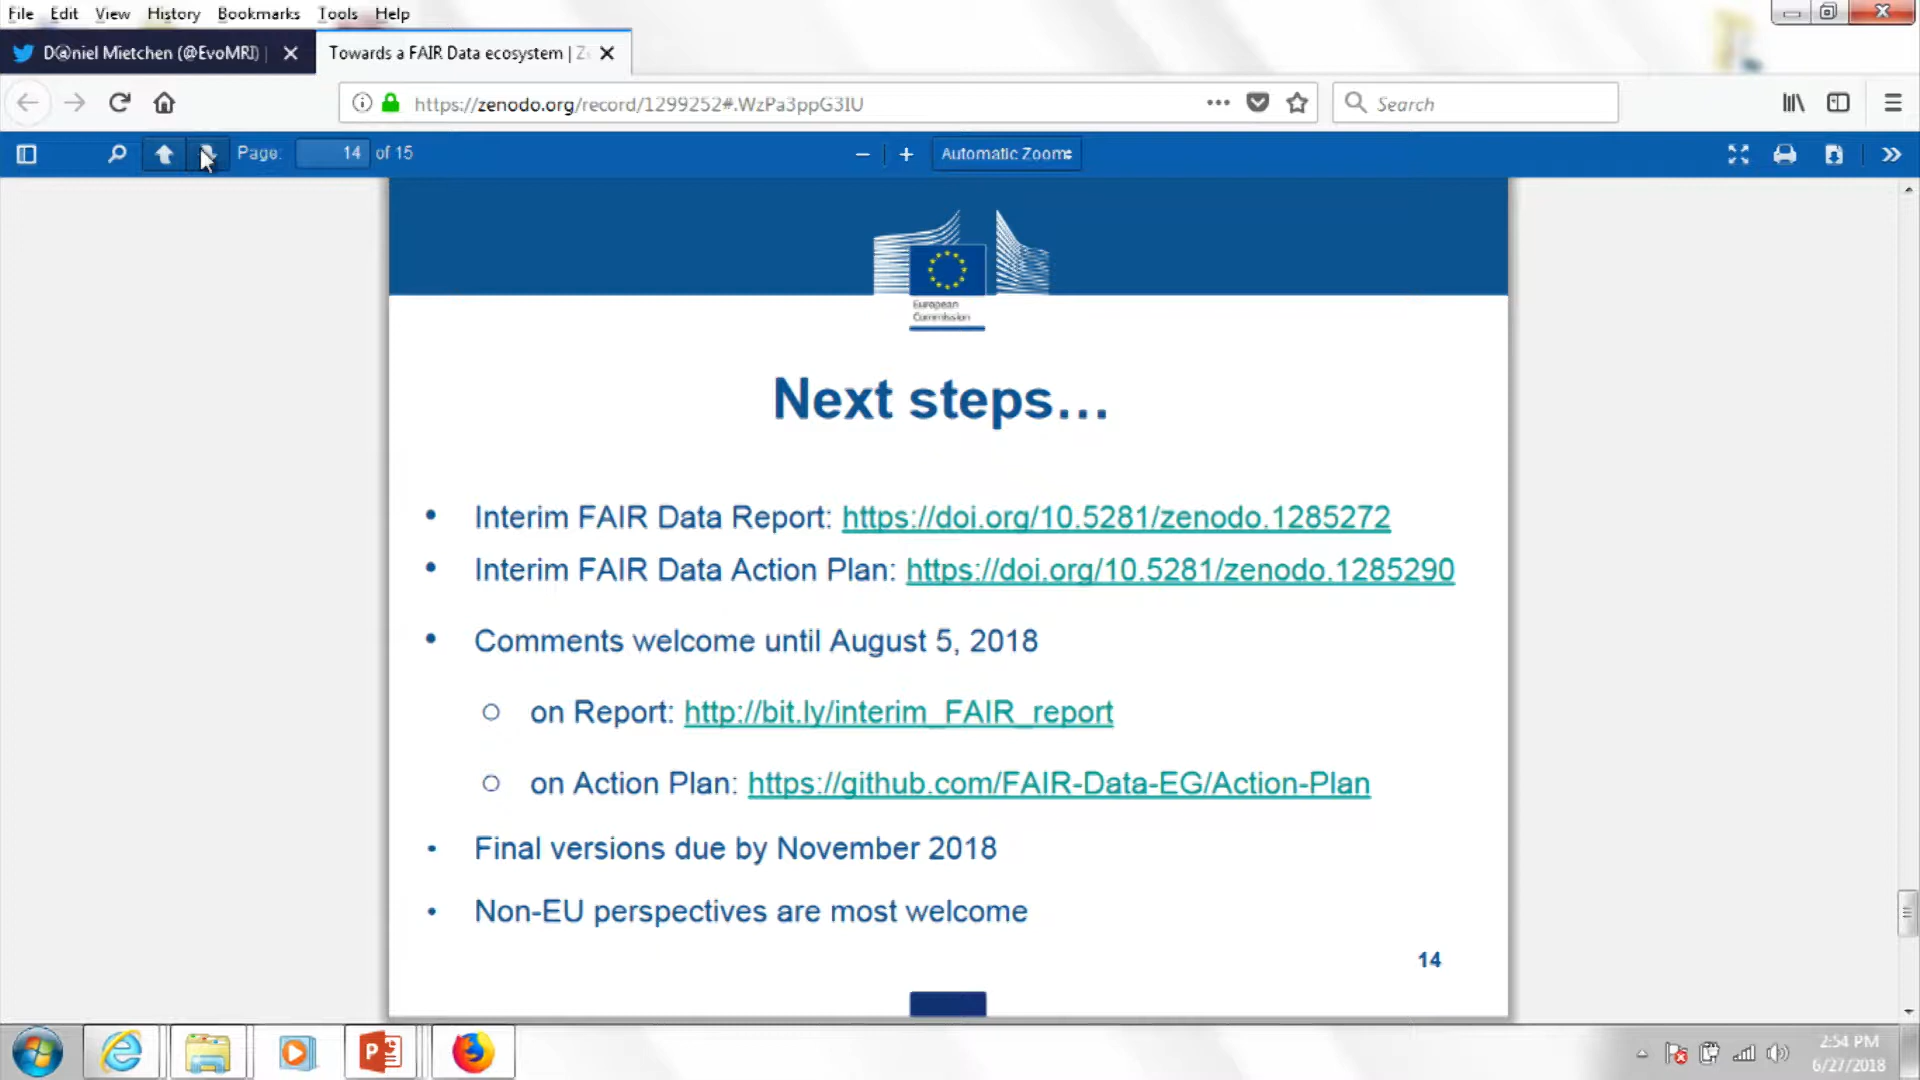 File Edit View History Bookmarks Tools Help
D@niel Mietchen (@EvoMRI) |
Towards a FAIR Data ecosystem | Ze
https://zenodo.org/record/1299252#.WzPa3ppG3IU
Search
Page: 14 of 15
Automatic Zoom
European
Commission
Next steps…
• Interim FAIR Data Report: https://doi.org/10.5281/zenodo.1285272
• Interim FAIR Data Action Plan: https://doi.org/10.5281/zenodo.1285290
• Comments welcome until August 5, 2018
○ on Report: http://bit.ly/interim_FAIR_report
○ on Action Plan: https://github.com/FAIR-Data-EG/Action-Plan
• Final versions due by November 2018
• Non-EU perspectives are most welcome
14
2:54 PM
6/27/2018